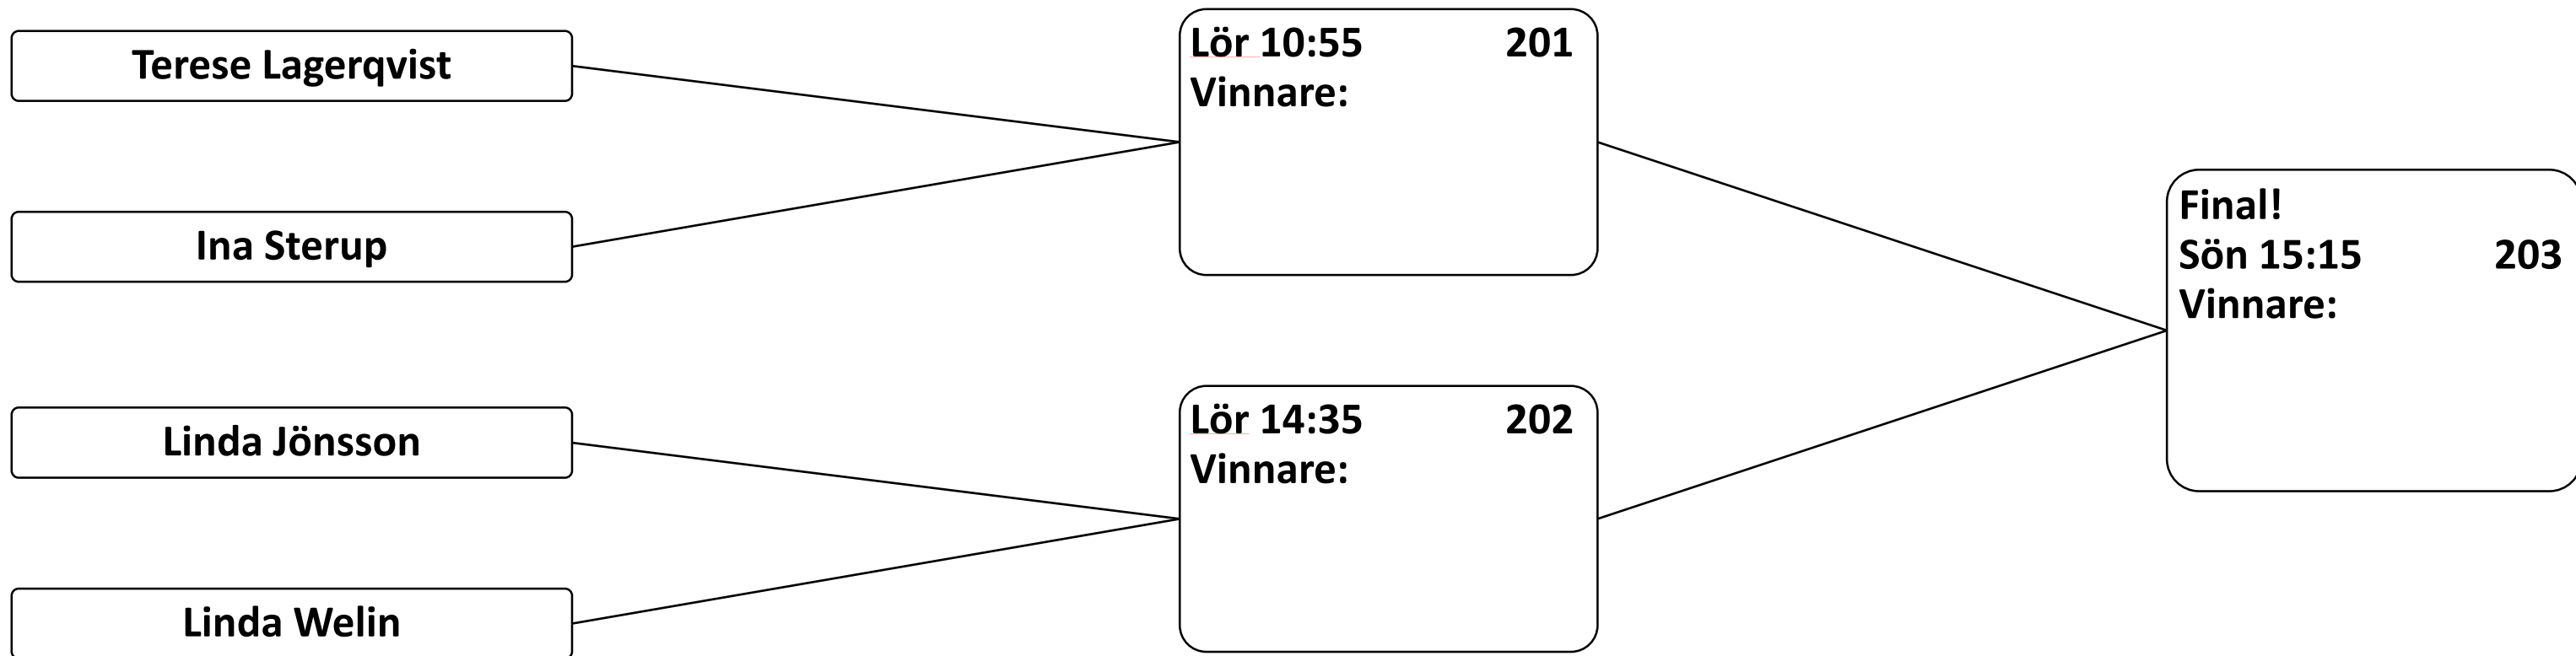 Terese Lagerqvist
Ina Sterup
Linda Jönsson
Linda Welin
Lör 10:55 201
Vinnare:
Lör 14:35 202
Vinnare:
Final!
Sön 15:15 203
Vinnare: